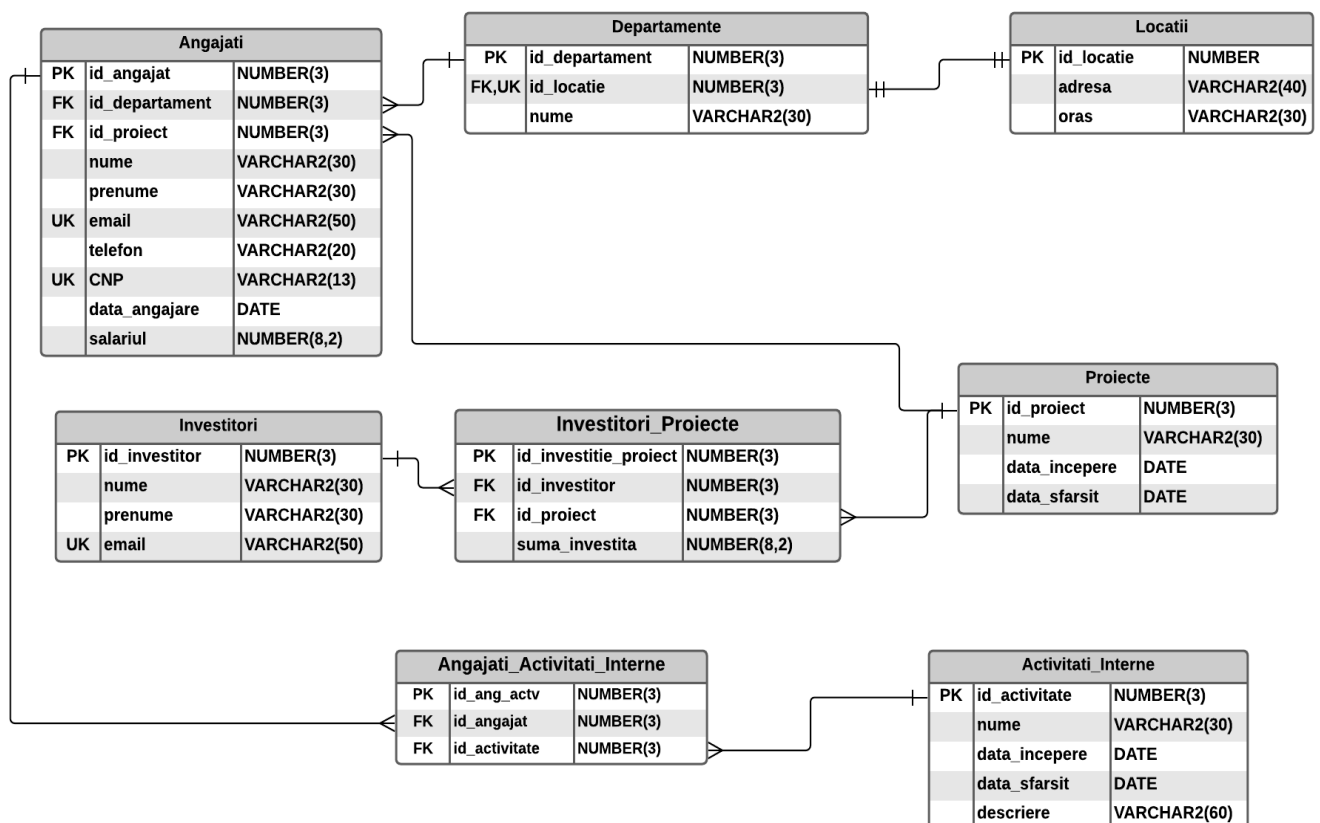 Angajati
PK id_angajat NUMBER(3)
FK id_departament NUMBER(3)
FK id_proiect NUMBER(3)
nume VARCHAR2(30)
prenume VARCHAR2(30)
UK email VARCHAR2(50)
telefon VARCHAR2(20)
UK CNP VARCHAR2(13)
data_angajare DATE
salariul NUMBER(8,2)
Departamente
PK id_departament NUMBER(3)
FK,UK id_locatie NUMBER(3)
nume VARCHAR2(30)
Locatii
PK id_locatie NUMBER
adresa VARCHAR2(40)
oras VARCHAR2(30)
Proiecte
PK id_proiect NUMBER(3)
nume VARCHAR2(30)
data_incepere DATE
data_sfarsit DATE
Investitori
PK id_investitor NUMBER(3)
nume VARCHAR2(30)
prenume VARCHAR2(30)
UK email VARCHAR2(50)
Investitori_Proiecte
PK id_investitie_proiect NUMBER(3)
FK id_investitor NUMBER(3)
FK id_proiect NUMBER(3)
suma_investita NUMBER(8,2)
Angajati_Activitati_Interne
PK id_ang_actv NUMBER(3)
FK id_angajat NUMBER(3)
FK id_activitate NUMBER(3)
Activitati_Interne
PK id_activitate NUMBER(3)
nume VARCHAR2(30)
data_incepere DATE
data_sfarsit DATE
descriere VARCHAR2(60)